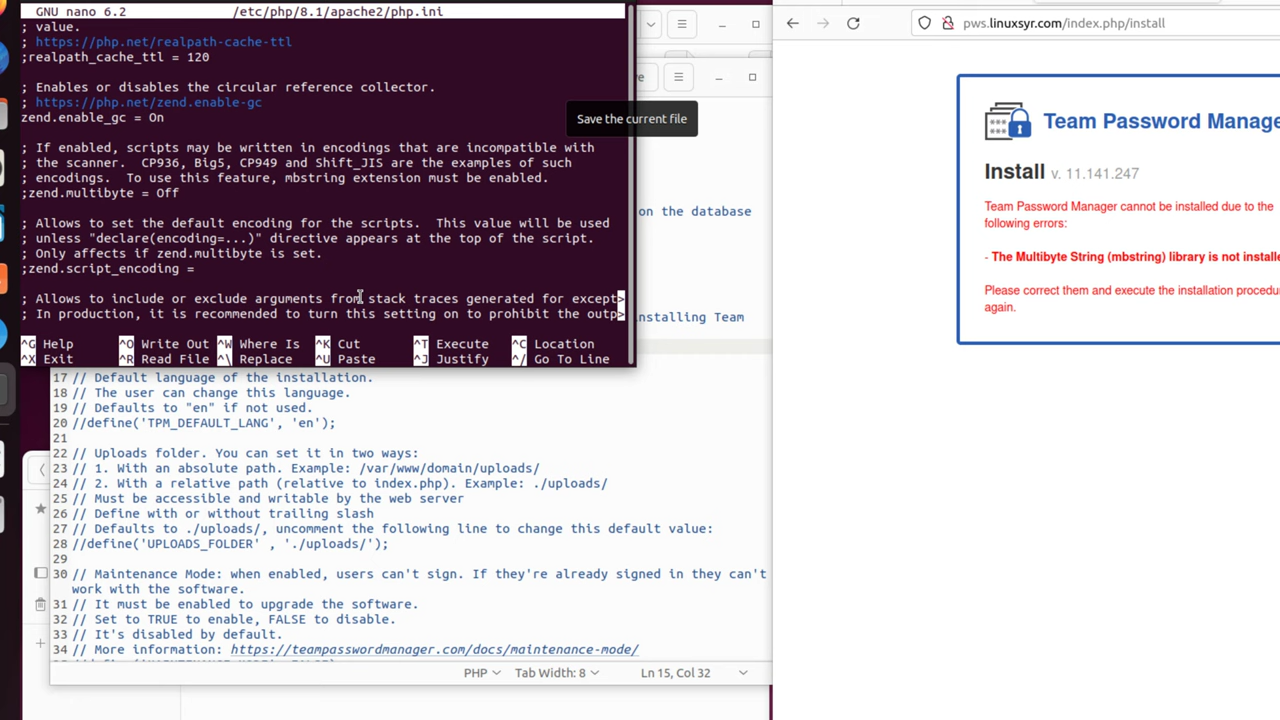 GNU nano 6.2 /etc/php/8.1/apache2/php.ini
; value.
; https://php.net/realpath-cache-ttl
;realpath_cache_ttl = 120
; Enables or disables the circular reference collector.
; https://php.net/zend.enable-gc
zend.enable_gc = On
; If enabled, scripts may be written in encodings that are incompatible with
; the scanner.  CP936, Big5, CP949 and Shift_JIS are the examples of such
; encodings.  To use this feature, mbstring extension must be enabled.
;zend.multibyte = Off
; Allows to set the default encoding for the scripts.  This value will be used
; unless "declare(encoding=...)" directive appears at the top of the script.
; Only affects if zend.multibyte is set.
;zend.script_encoding =
; Allows to include or exclude arguments from stack traces generated for except>
; In production, it is recommended to turn this setting on to prohibit the outp>
^G Help ^O Write Out ^W Where Is ^K Cut ^T Execute ^C Location
^X Exit ^R Read File ^\ Replace ^U Paste ^J Justify ^/ Go To Line
Save the current file
on the database
nstalling Team
17 // Default language of the installation.
18 // The user can change this language.
19 // Defaults to "en" if not used.
20 //define('TPM_DEFAULT_LANG', 'en');
21
22 // Uploads folder. You can set it in two ways:
23 // 1. With an absolute path. Example: /var/www/domain/uploads/
24 // 2. With a relative path (relative to index.php). Example: ./uploads/
25 // Must be accessible and writable by the web server
26 // Define with or without trailing slash
27 // Defaults to ./uploads/, uncomment the following line to change this default value:
28 //define('UPLOADS_FOLDER' , './uploads/');
29
30 // Maintenance Mode: when enabled, users can't sign. If they're already signed in they can't
work with the software.
31 // It must be enabled to upgrade the software.
32 // Set to TRUE to enable, FALSE to disable.
33 // It's disabled by default.
34 // More information: https://teampasswordmanager.com/docs/maintenance-mode/
PHP Tab Width: 8 Ln 15, Col 32
pws.linuxsyr.com/index.php/install
Team Password Manage
Install v. 11.141.247
Team Password Manager cannot be installed due to the
following errors:
- The Multibyte String (mbstring) library is not installe
Please correct them and execute the installation procedu
again.